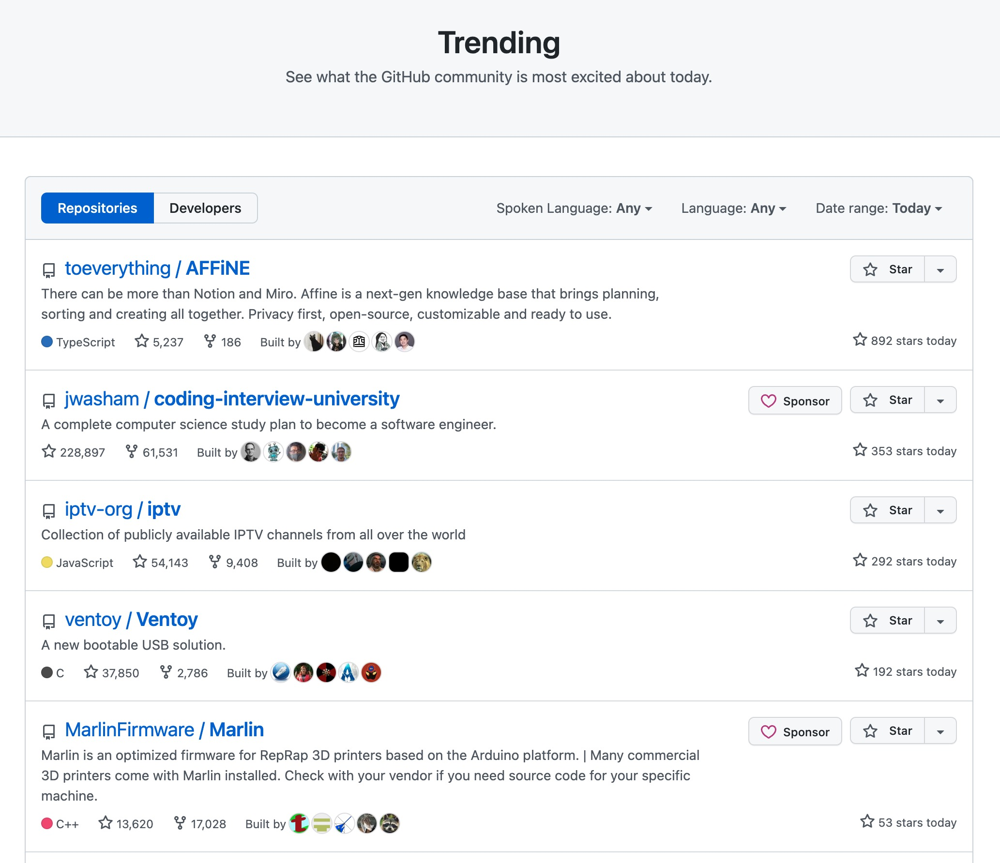 Trending
See what the GitHub community is most excited about today.
Repositories Developers Spoken Language: Any Language: Any Date range: Today
toeverything / AFFiNE Star
There can be more than Notion and Miro. Affine is a next-gen knowledge base that brings planning,
sorting and creating all together. Privacy first, open-source, customizable and ready to use.
TypeScript 5,237 186 Built by 892 stars today
jwasham / coding-interview-university Sponsor Star
A complete computer science study plan to become a software engineer.
228,897 61,531 Built by 353 stars today
iptv-org / iptv Star
Collection of publicly available IPTV channels from all over the world
JavaScript 54,143 9,408 Built by 292 stars today
ventoy / Ventoy Star
A new bootable USB solution.
C 37,850 2,786 Built by 192 stars today
MarlinFirmware / Marlin Sponsor Star
Marlin is an optimized firmware for RepRap 3D printers based on the Arduino platform. | Many commercial
3D printers come with Marlin installed. Check with your vendor if you need source code for your specific
machine.
C++ 13,620 17,028 Built by 53 stars today